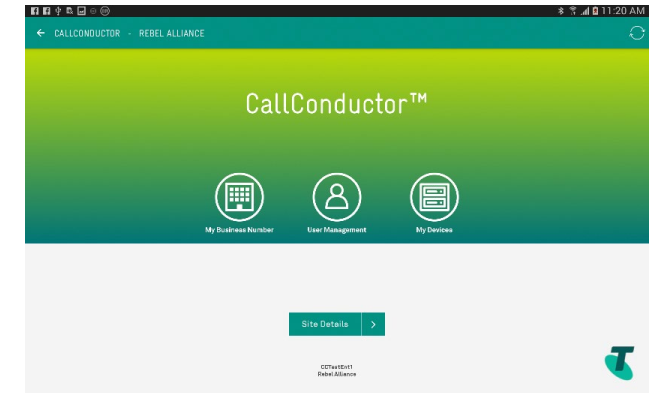 11:20 AM
CALLCONDUCTOR - REBEL ALLIANCE
CallConductor™
My Business Number
User Management
My Devices
Site Details
CCTestEnt1
Rebel Alliance